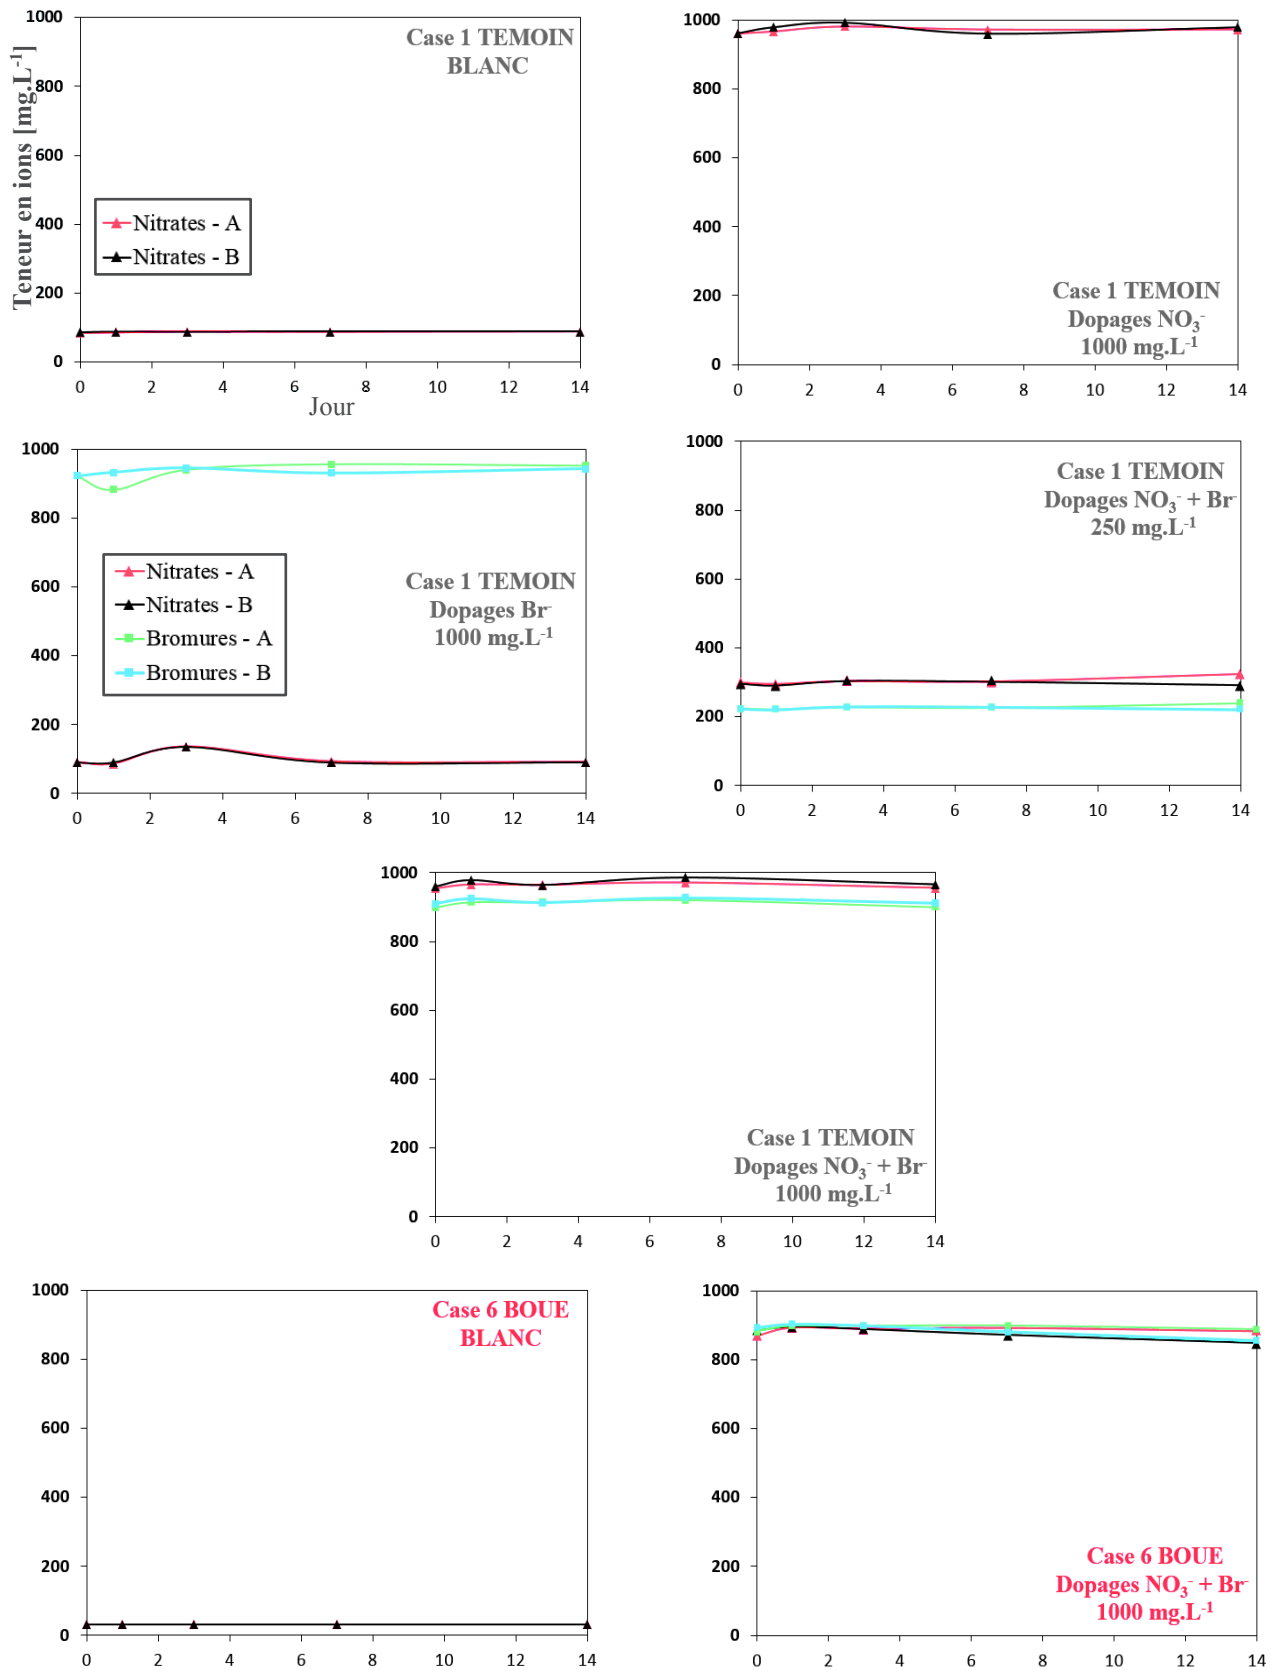 Teneur en ions [mg.L-1]
1000
800
600
400
200
0
0 2 4 6 8 10 12 14
Jour
Case 1 TEMOIN
BLANC
Nitrates - A
Nitrates - B
1000
800
600
400
200
0
0 2 4 6 8 10 12 14
Case 1 TEMOIN
Dopages NO3-
1000 mg.L-1
1000
800
600
400
200
0
0 2 4 6 8 10 12 14
Nitrates - A
Nitrates - B
Bromures - A
Bromures - B
Case 1 TEMOIN
Dopages Br-
1000 mg.L-1
1000
800
600
400
200
0
0 2 4 6 8 10 12 14
Case 1 TEMOIN
Dopages NO3- + Br-
250 mg.L-1
1000
800
600
400
200
0
0 2 4 6 8 10 12 14
Case 1 TEMOIN
Dopages NO3- + Br-
1000 mg.L-1
1000
800
600
400
200
0
0 2 4 6 8 10 12 14
Case 6 BOUE
BLANC
1000
800
600
400
200
0
0 2 4 6 8 10 12 14
Case 6 BOUE
Dopages NO3- + Br-
1000 mg.L-1